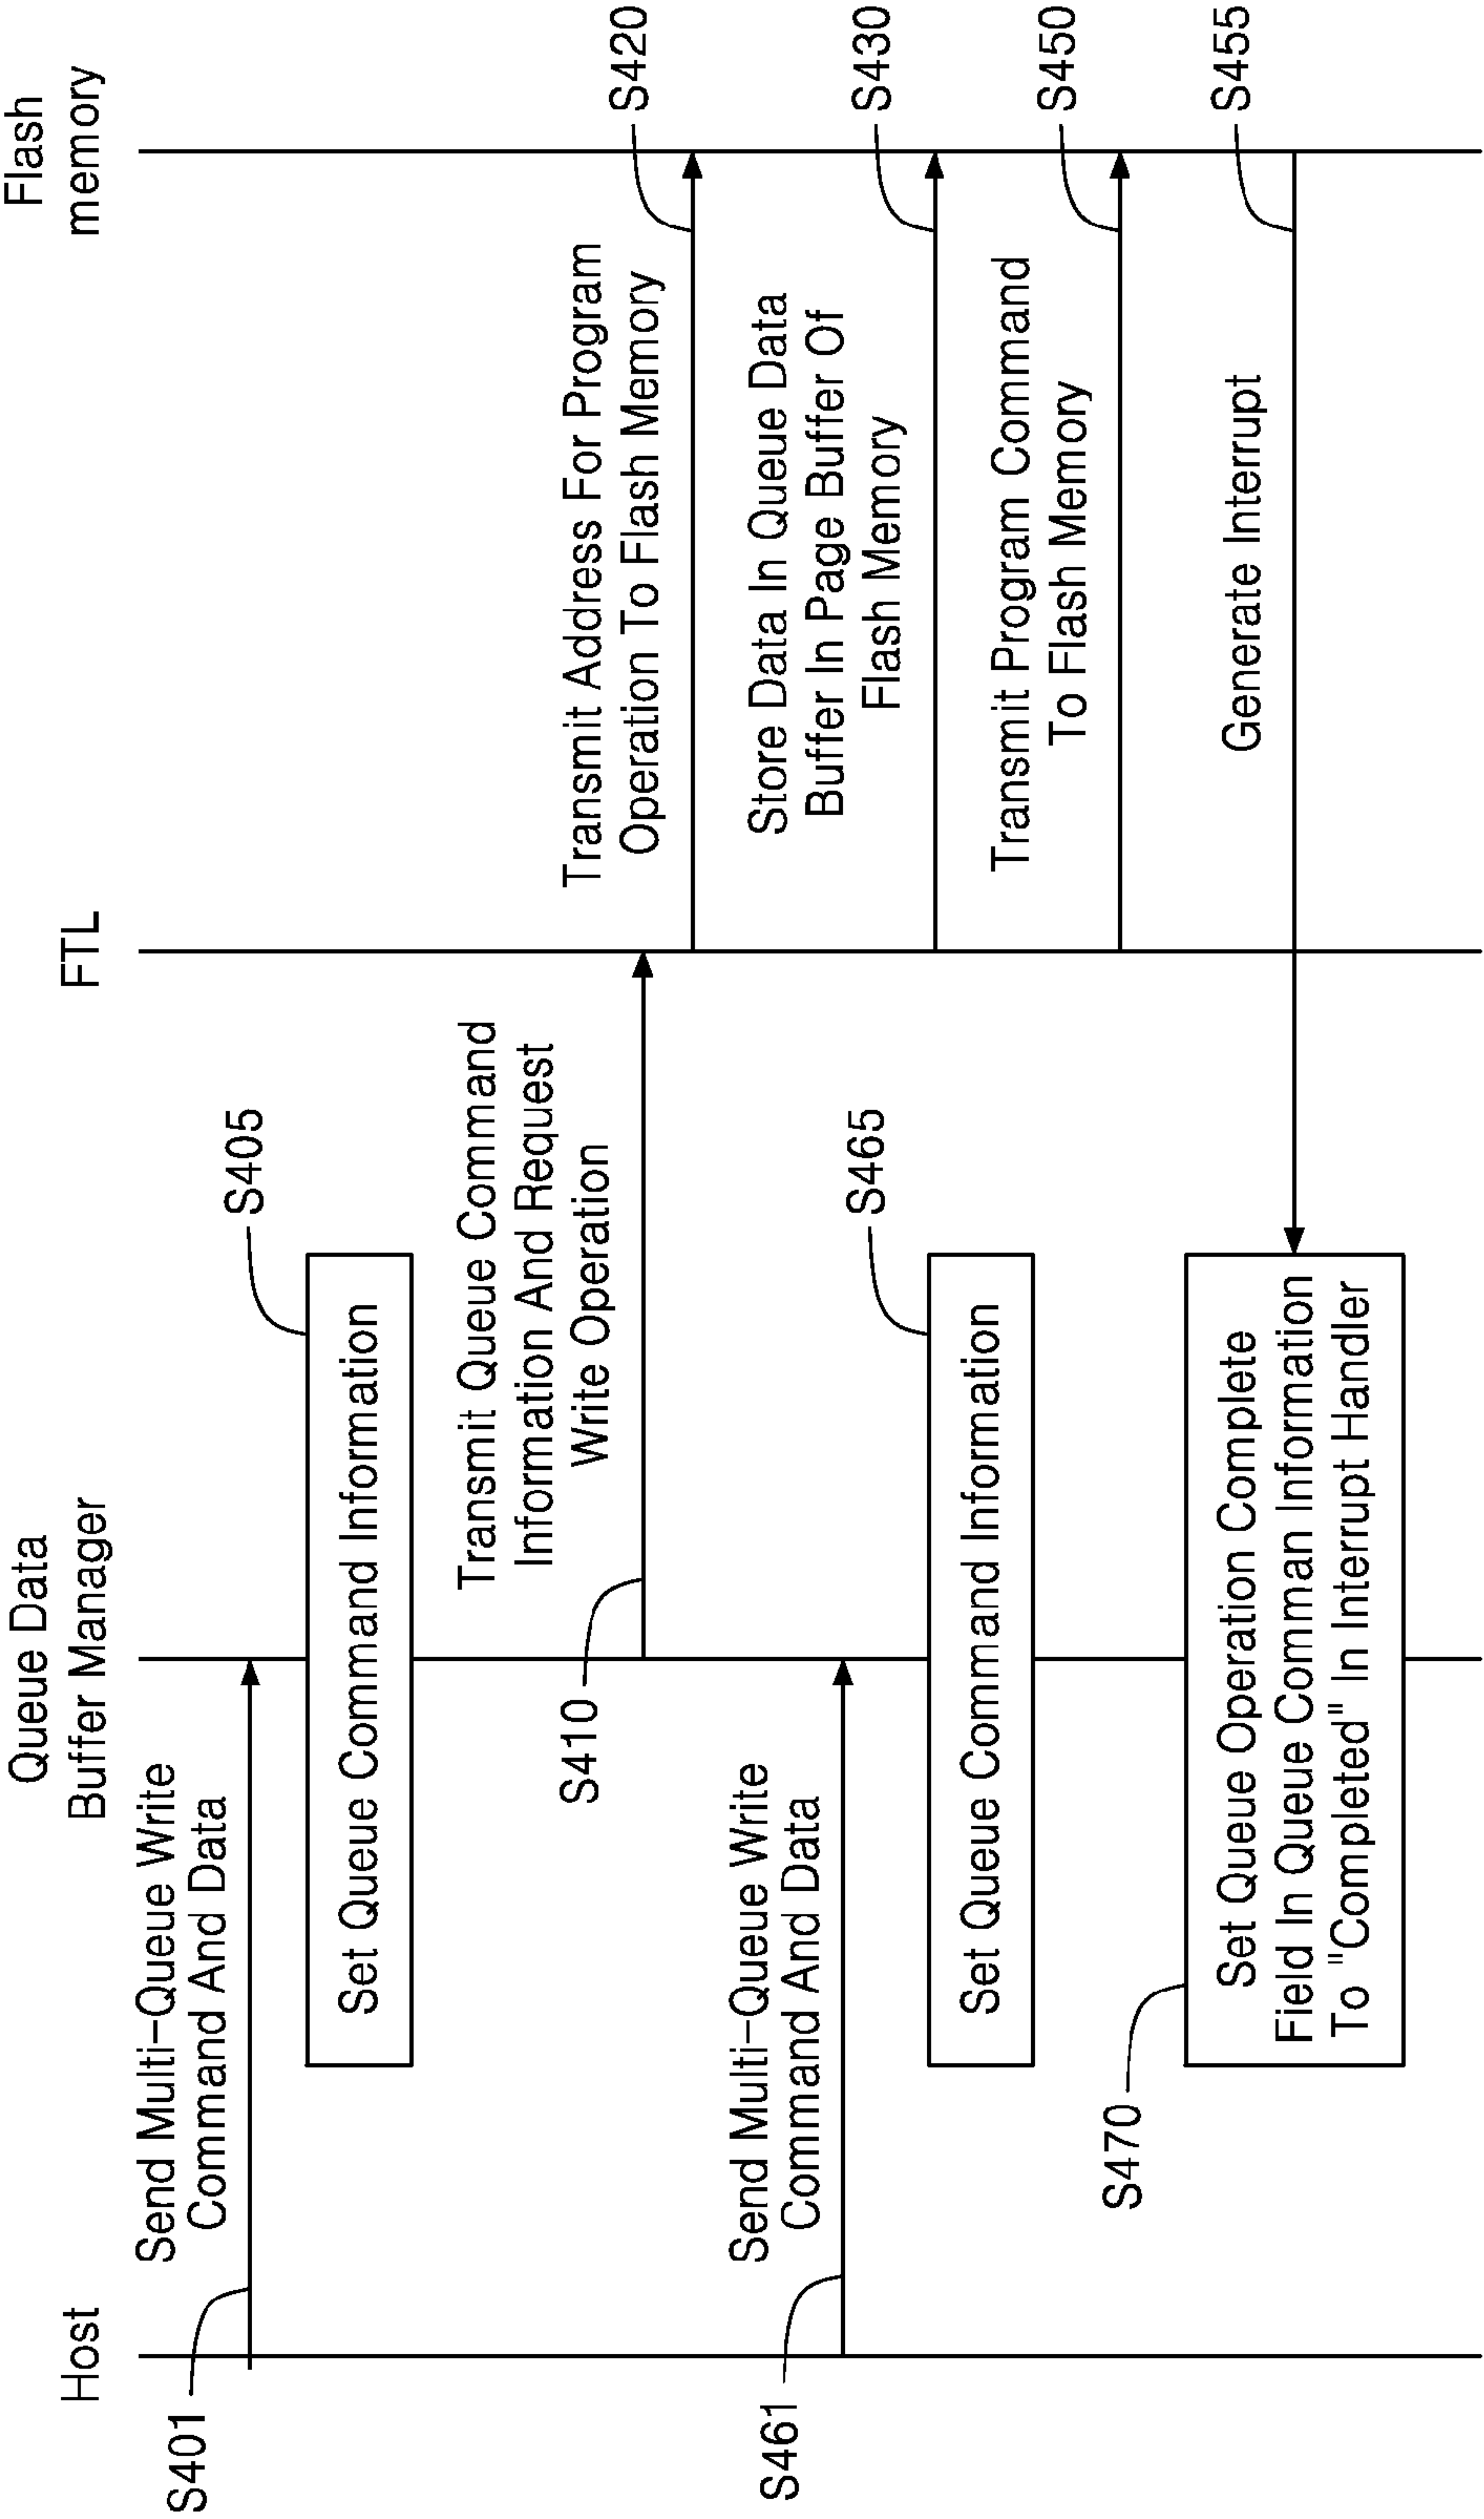 Host
Queue Data
Buffer Manager
FTL
Flash
memory
S401
Send Multi-Queue Write
Command And Data
S405
Set Queue Command Information
Transmit Queue Command
Information And Request
Write Operation
S410
Transmit Address For Program
Operation To Flash Memory
S420
S461
Send Multi-Queue Write
Command And Data
Store Data In Queue Data
Buffer In Page Buffer Of
Flash Memory
S430
S465
Set Queue Command Information
Transmit Program Command
To Flash Memory
S450
S470
Set Queue Operation Complete
Field In Queue Comman Information
To "Completed" In Interrupt Handler
Generate Interrupt
S455